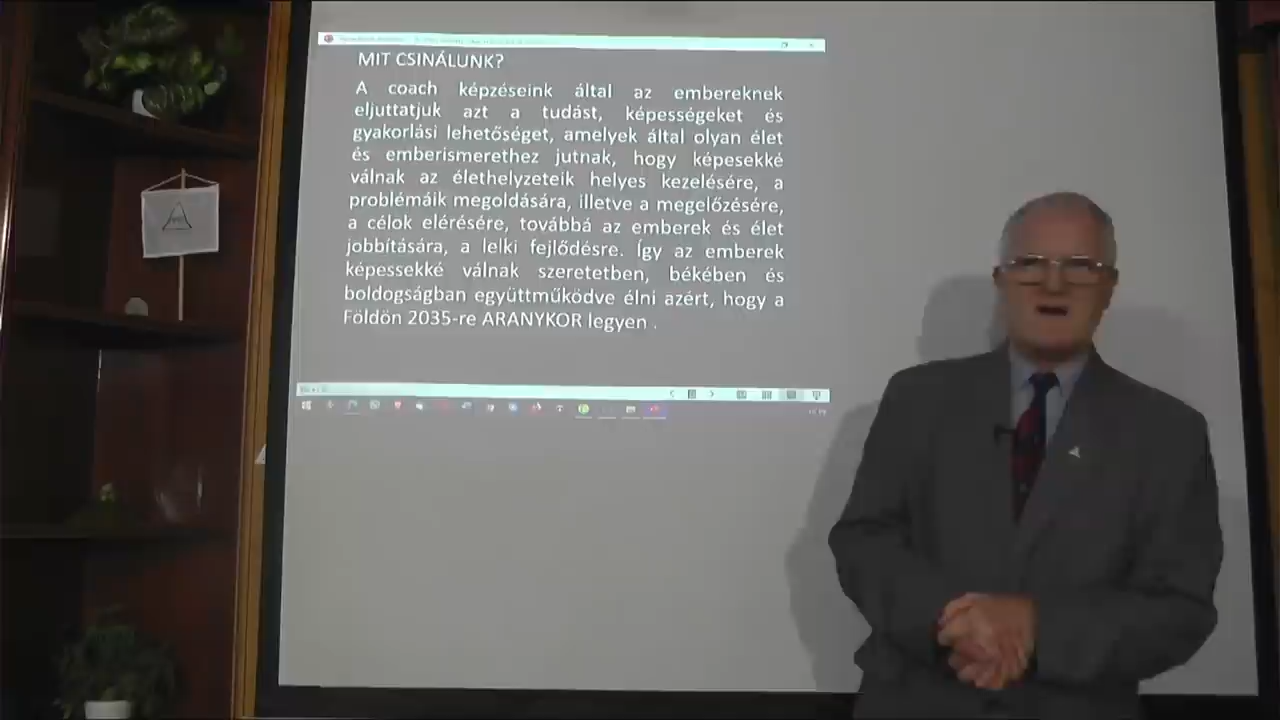 MIT CSINÁLUNK?
A coach képzéseink által az embereknek
eljuttatjuk azt a tudást, képességeket és
gyakorlási lehetőséget, amelyek által olyan élet
és emberismerethez jutnak, hogy képesekké
válnak az élethelyzeteik helyes kezelésére, a
problémáik megoldására, illetve a megelőzésére,
a célok elérésére, továbbá az emberek és élet
jobbítására, a lelki fejlődésre. Így az emberek
képessekké válnak szeretetben, békében és
boldogságban együttműködve élni azért, hogy a
Földön 2035-re ARANYKOR legyen .